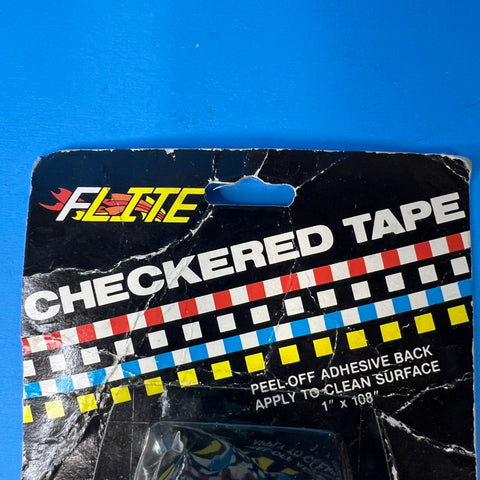 FLITE
CHECKERED TAPE
PEEL-OFF ADHESIVE BACK
APPLY TO CLEAN SURFACE
1" x 108"